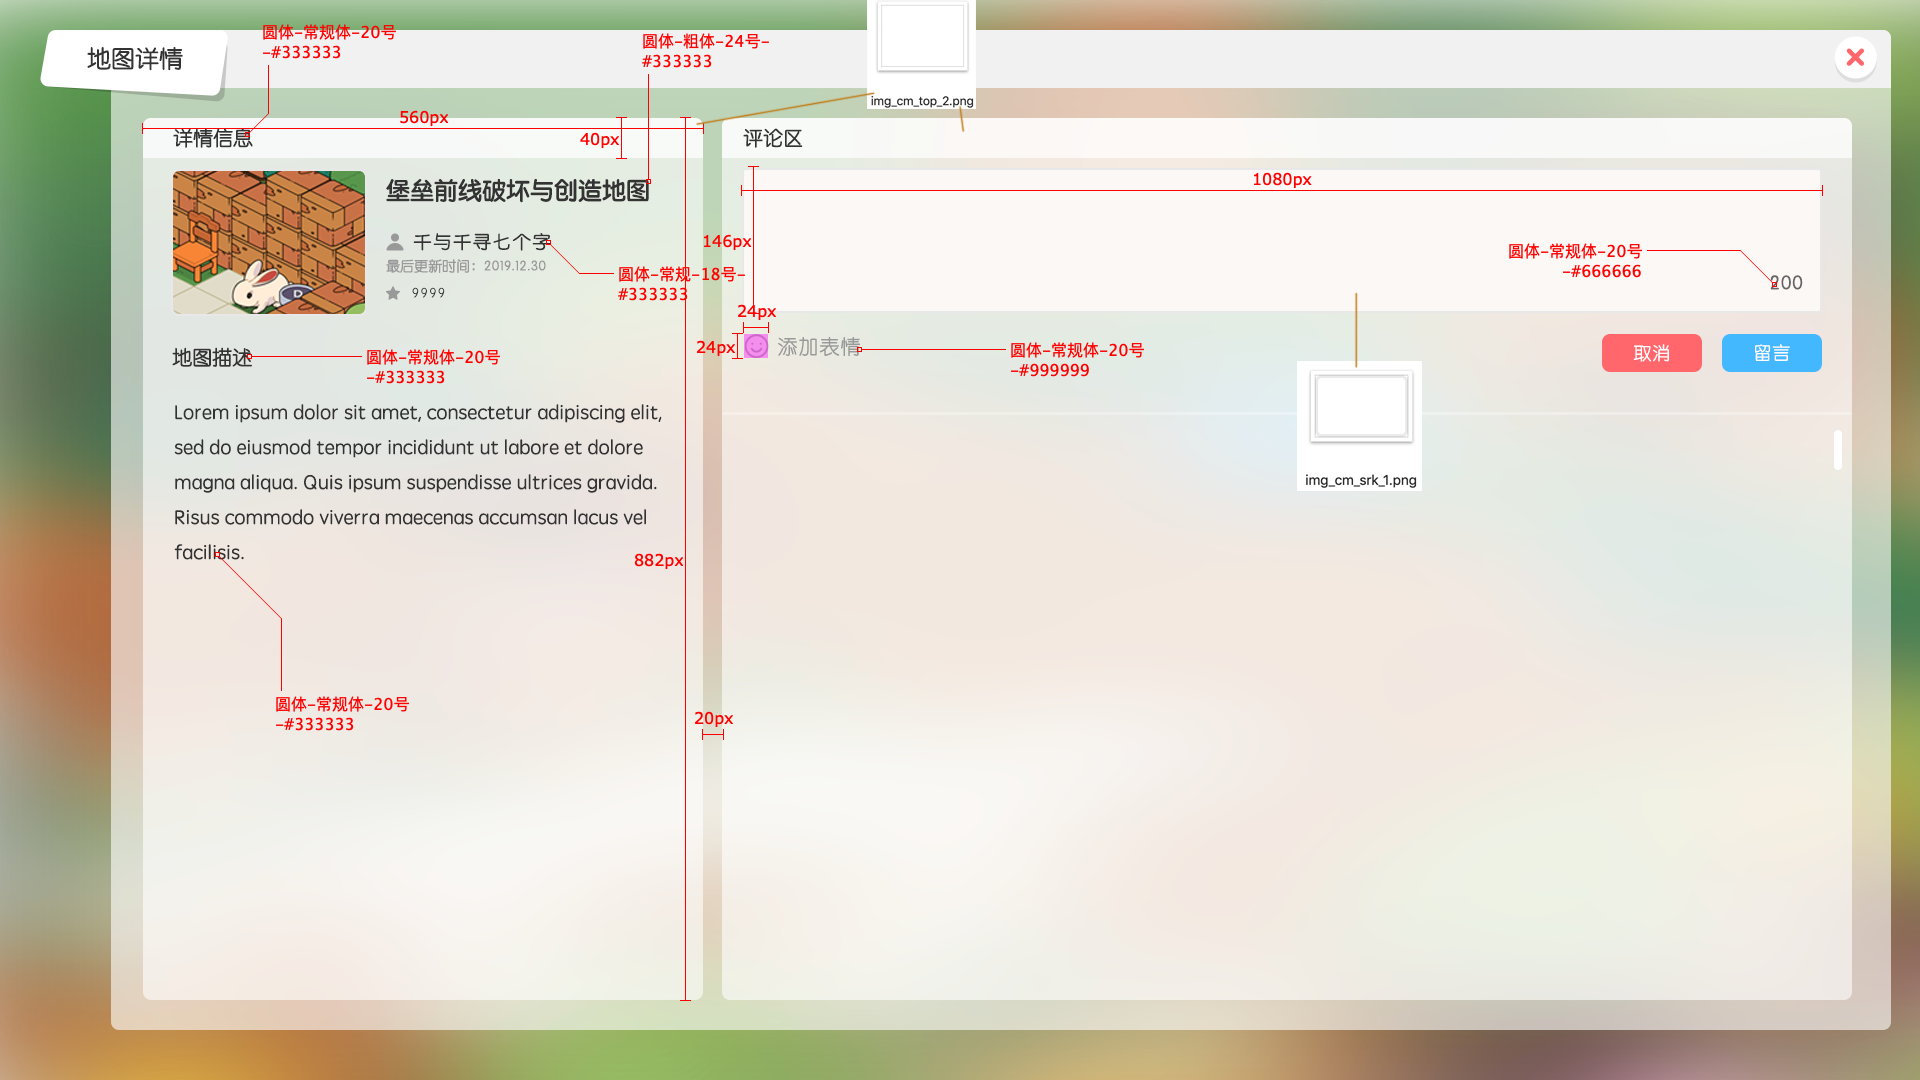 地图详情
圆体-常规体-20号
-#333333
圆体-粗体-24号-
#333333
img_cm_top_2.png
560px
40px
详情信息
评论区
堡垒前线破坏与创造地图
千与千寻七个字
最后更新时间：2019.12.30
9999
圆体-常规-18号-
#333333
1080px
146px
圆体-常规体-20号
-#666666
200
24px
24px
添加表情
圆体-常规体-20号
-#999999
取消
留言
地图描述
圆体-常规体-20号
-#333333
Lorem ipsum dolor sit amet, consectetur adipiscing elit,
sed do eiusmod tempor incididunt ut labore et dolore
magna aliqua. Quis ipsum suspendisse ultrices gravida.
Risus commodo viverra maecenas accumsan lacus vel
facilisis.
img_cm_srk_1.png
882px
圆体-常规体-20号
-#333333
20px